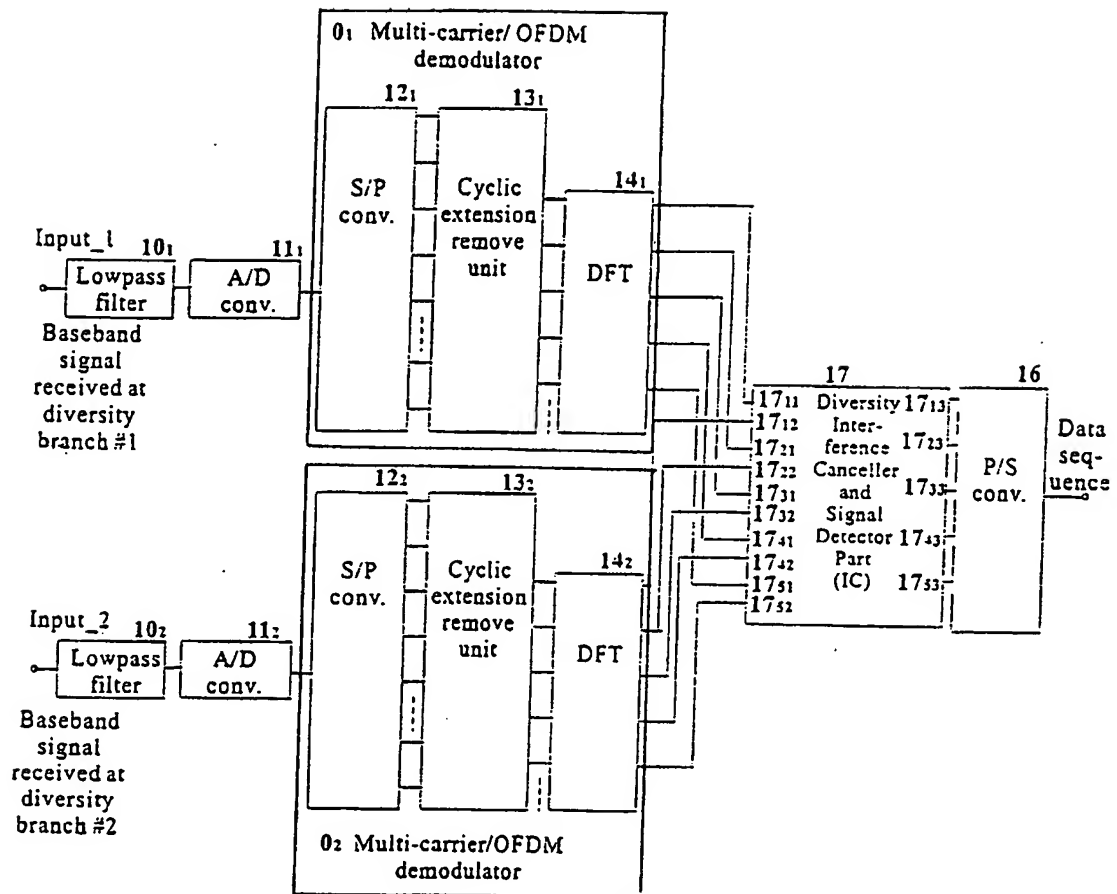 0₁ Multi-carrier/ OFDM
demodulator
12₁
13₁
14₁
S/P
conv.
Cyclic
extension
remove
unit
DFT
Input_1
10₁
11₁
Lowpass
filter
A/D
conv.
Baseband
signal
received at
diversity
branch #1
17
16
17₁₁
17₁₂
17₂₁
17₂₂
17₃₁
17₃₂
17₄₁
17₄₂
17₅₁
17₅₂
Diversity
Inter-
ference
Canceller
and
Signal
Detector
Part
(IC)
17₁₃
17₂₃
17₃₃
17₄₃
17₅₃
P/S
conv.
Data
seq-
uence
12₂
13₂
14₂
S/P
conv.
Cyclic
extension
remove
unit
DFT
Input_2
10₂
11₂
Lowpass
filter
A/D
conv.
Baseband
signal
received at
diversity
branch #2
0₂ Multi-carrier/OFDM
demodulator